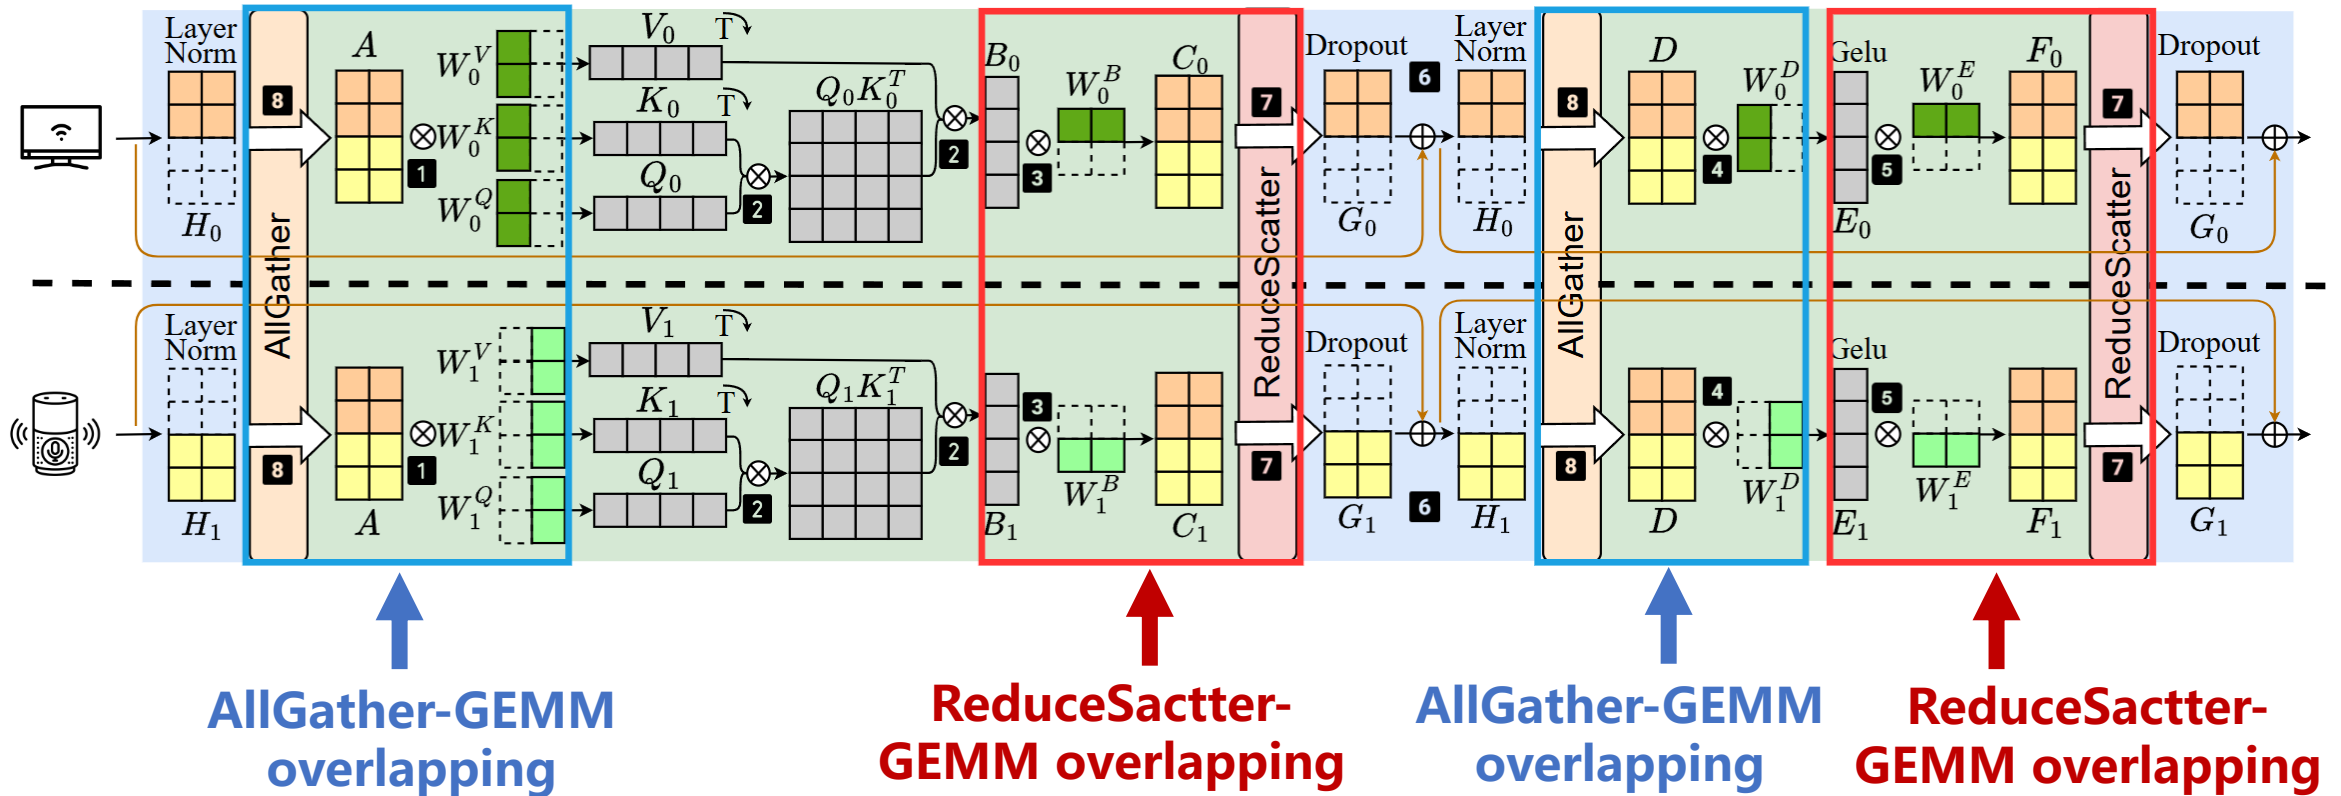 Layer
Norm
H₀
8
AllGather
A
1
W₀ⱽ
W₀ᴷ
W₀Q
V₀
T
K₀
T
Q₀
2
Q₀K₀ᵀ
2
B₀
3
W₀ᴮ
C₀
7
ReduceScatter
Dropout
G₀
6
Layer
Norm
H₀
8
AllGather
D
4
W₀ᴰ
Gelu
E₀
5
W₀ᴱ
F₀
7
ReduceScatter
Dropout
G₀
Layer
Norm
H₁
8
A
1
W₁ⱽ
W₁ᴷ
W₁Q
V₁
T
K₁
T
Q₁
2
Q₁K₁ᵀ
2
B₁
3
W₁ᴮ
C₁
7
Dropout
G₁
6
Layer
Norm
H₁
8
D
4
W₁ᴰ
Gelu
E₁
5
W₁ᴱ
F₁
7
Dropout
G₁
AllGather-GEMM
overlapping
ReduceSactter-
GEMM overlapping
AllGather-GEMM
overlapping
ReduceSactter-
GEMM overlapping